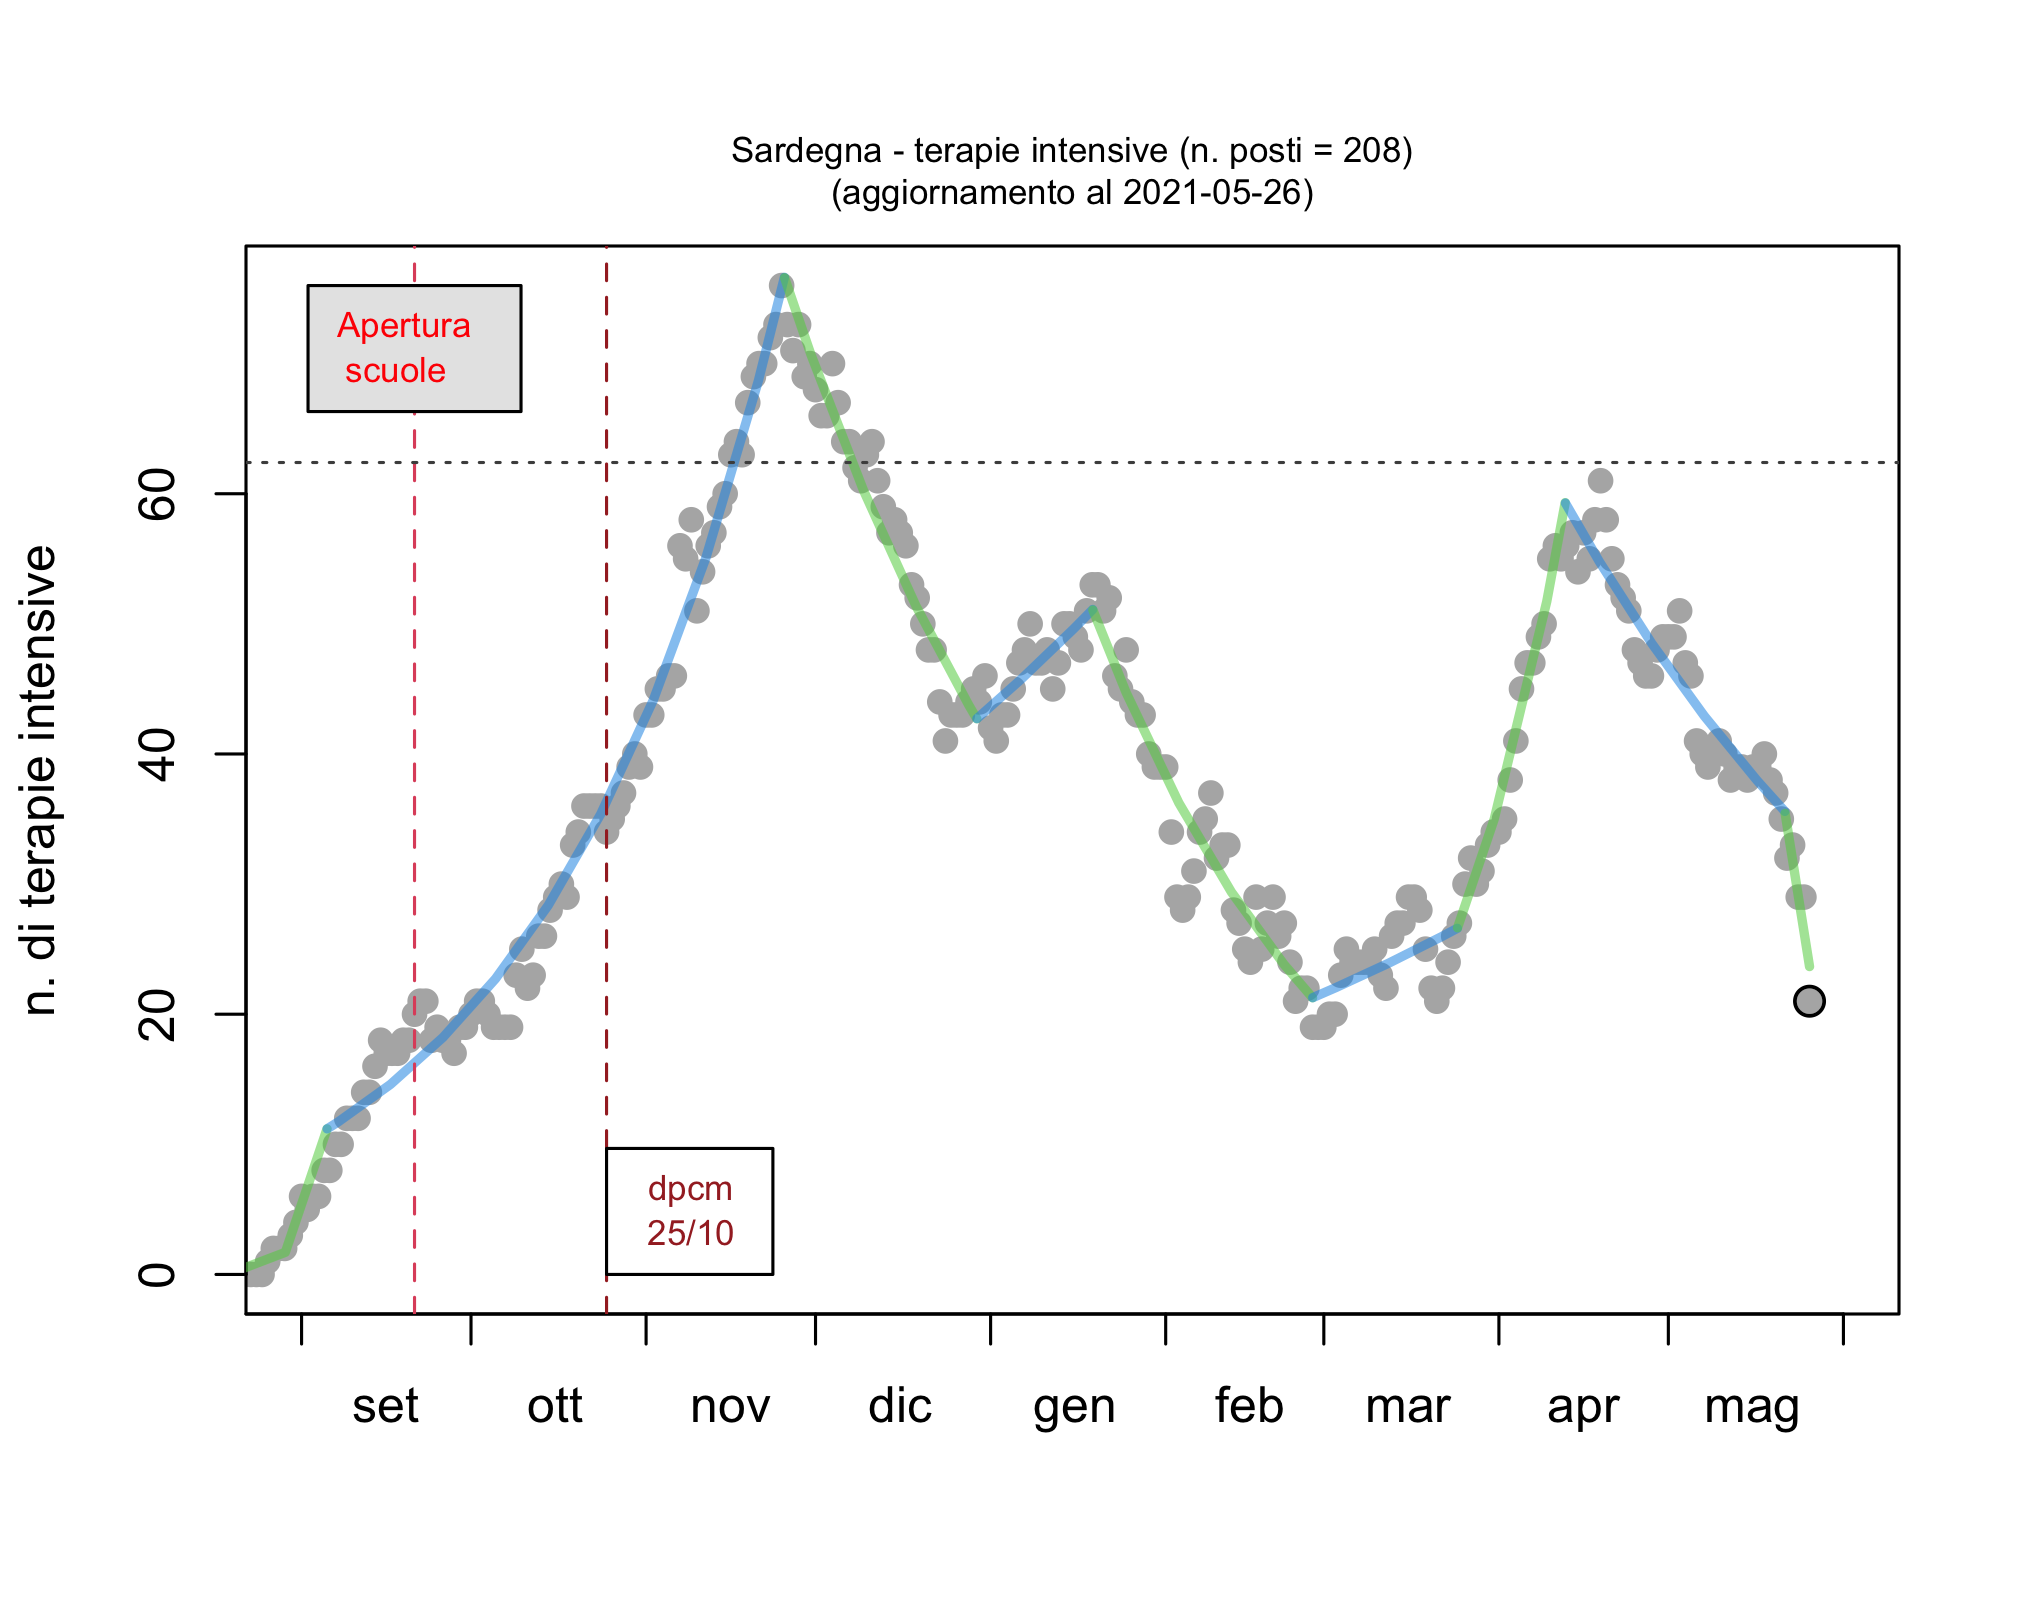 Sardegna - terapie intensive (n. posti = 208)
(aggiornamento al 2021-05-26)
Apertura
scuole
dpcm
25/10
n. di terapie intensive
60
40
20
0
set ott nov dic gen feb mar apr mag